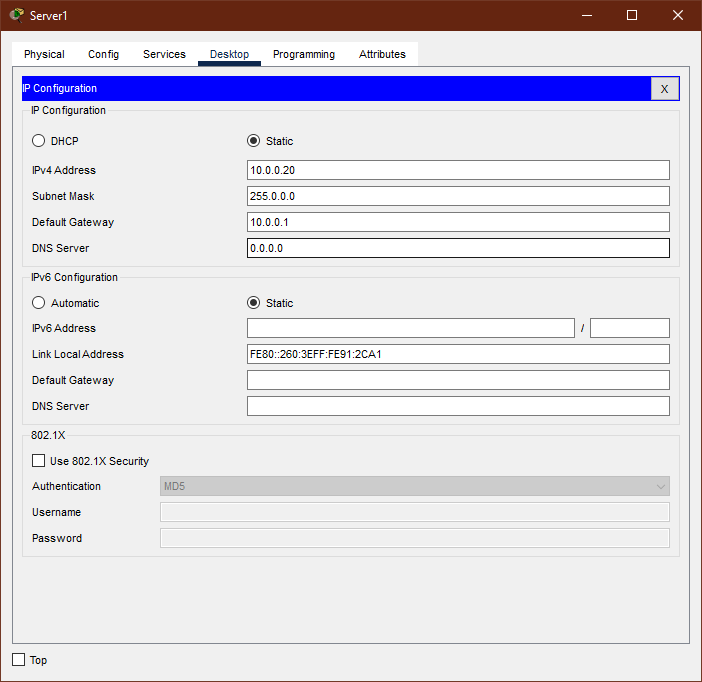 Server1
Physical Config Services Desktop Programming Attributes
IP Configuration X
IP Configuration
DHCP Static
IPv4 Address 10.0.0.20
Subnet Mask 255.0.0.0
Default Gateway 10.0.0.1
DNS Server 0.0.0.0
IPv6 Configuration
Automatic Static
IPv6 Address /
Link Local Address FE80::260:3EFF:FE91:2CA1
Default Gateway
DNS Server
802.1X
Use 802.1X Security
Authentication MD5
Username
Password
Top